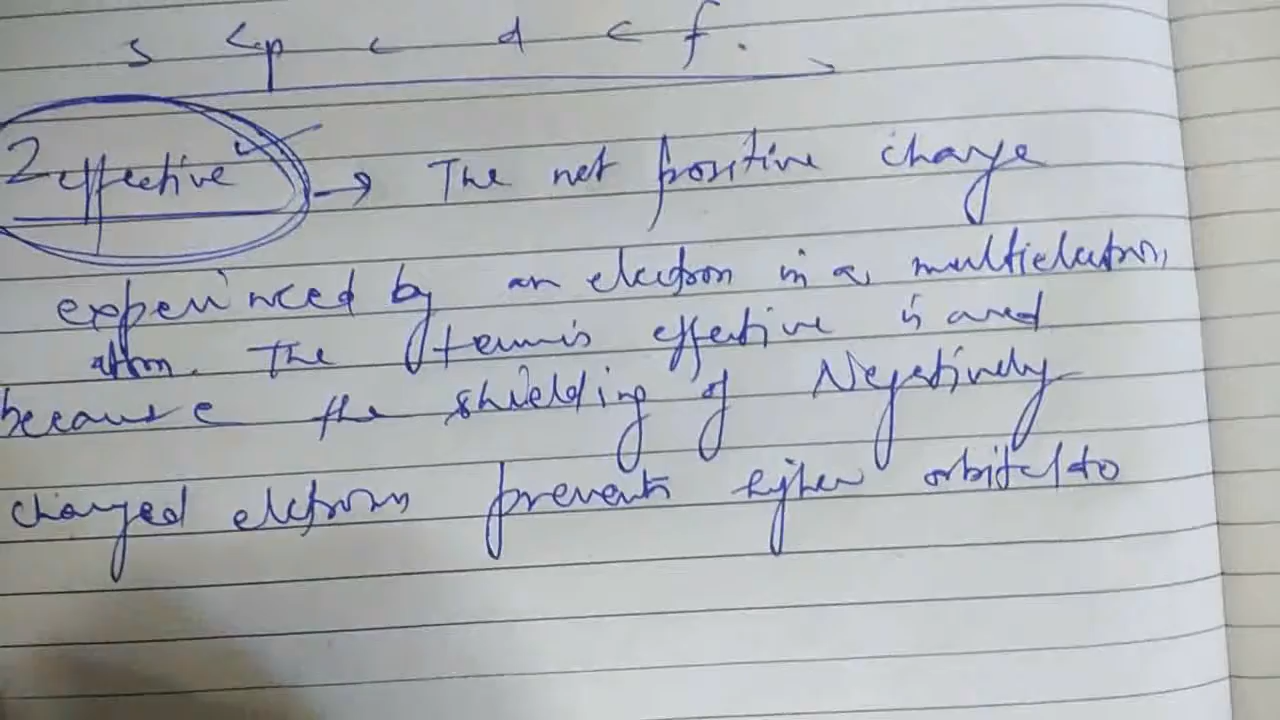 s < p < d < f.
Zeffective → The net positive charge
experienced by an electron in a multielectron
atom. The term is effective is used
because the shielding of Negatively
charged electrons prevents higher orbital to